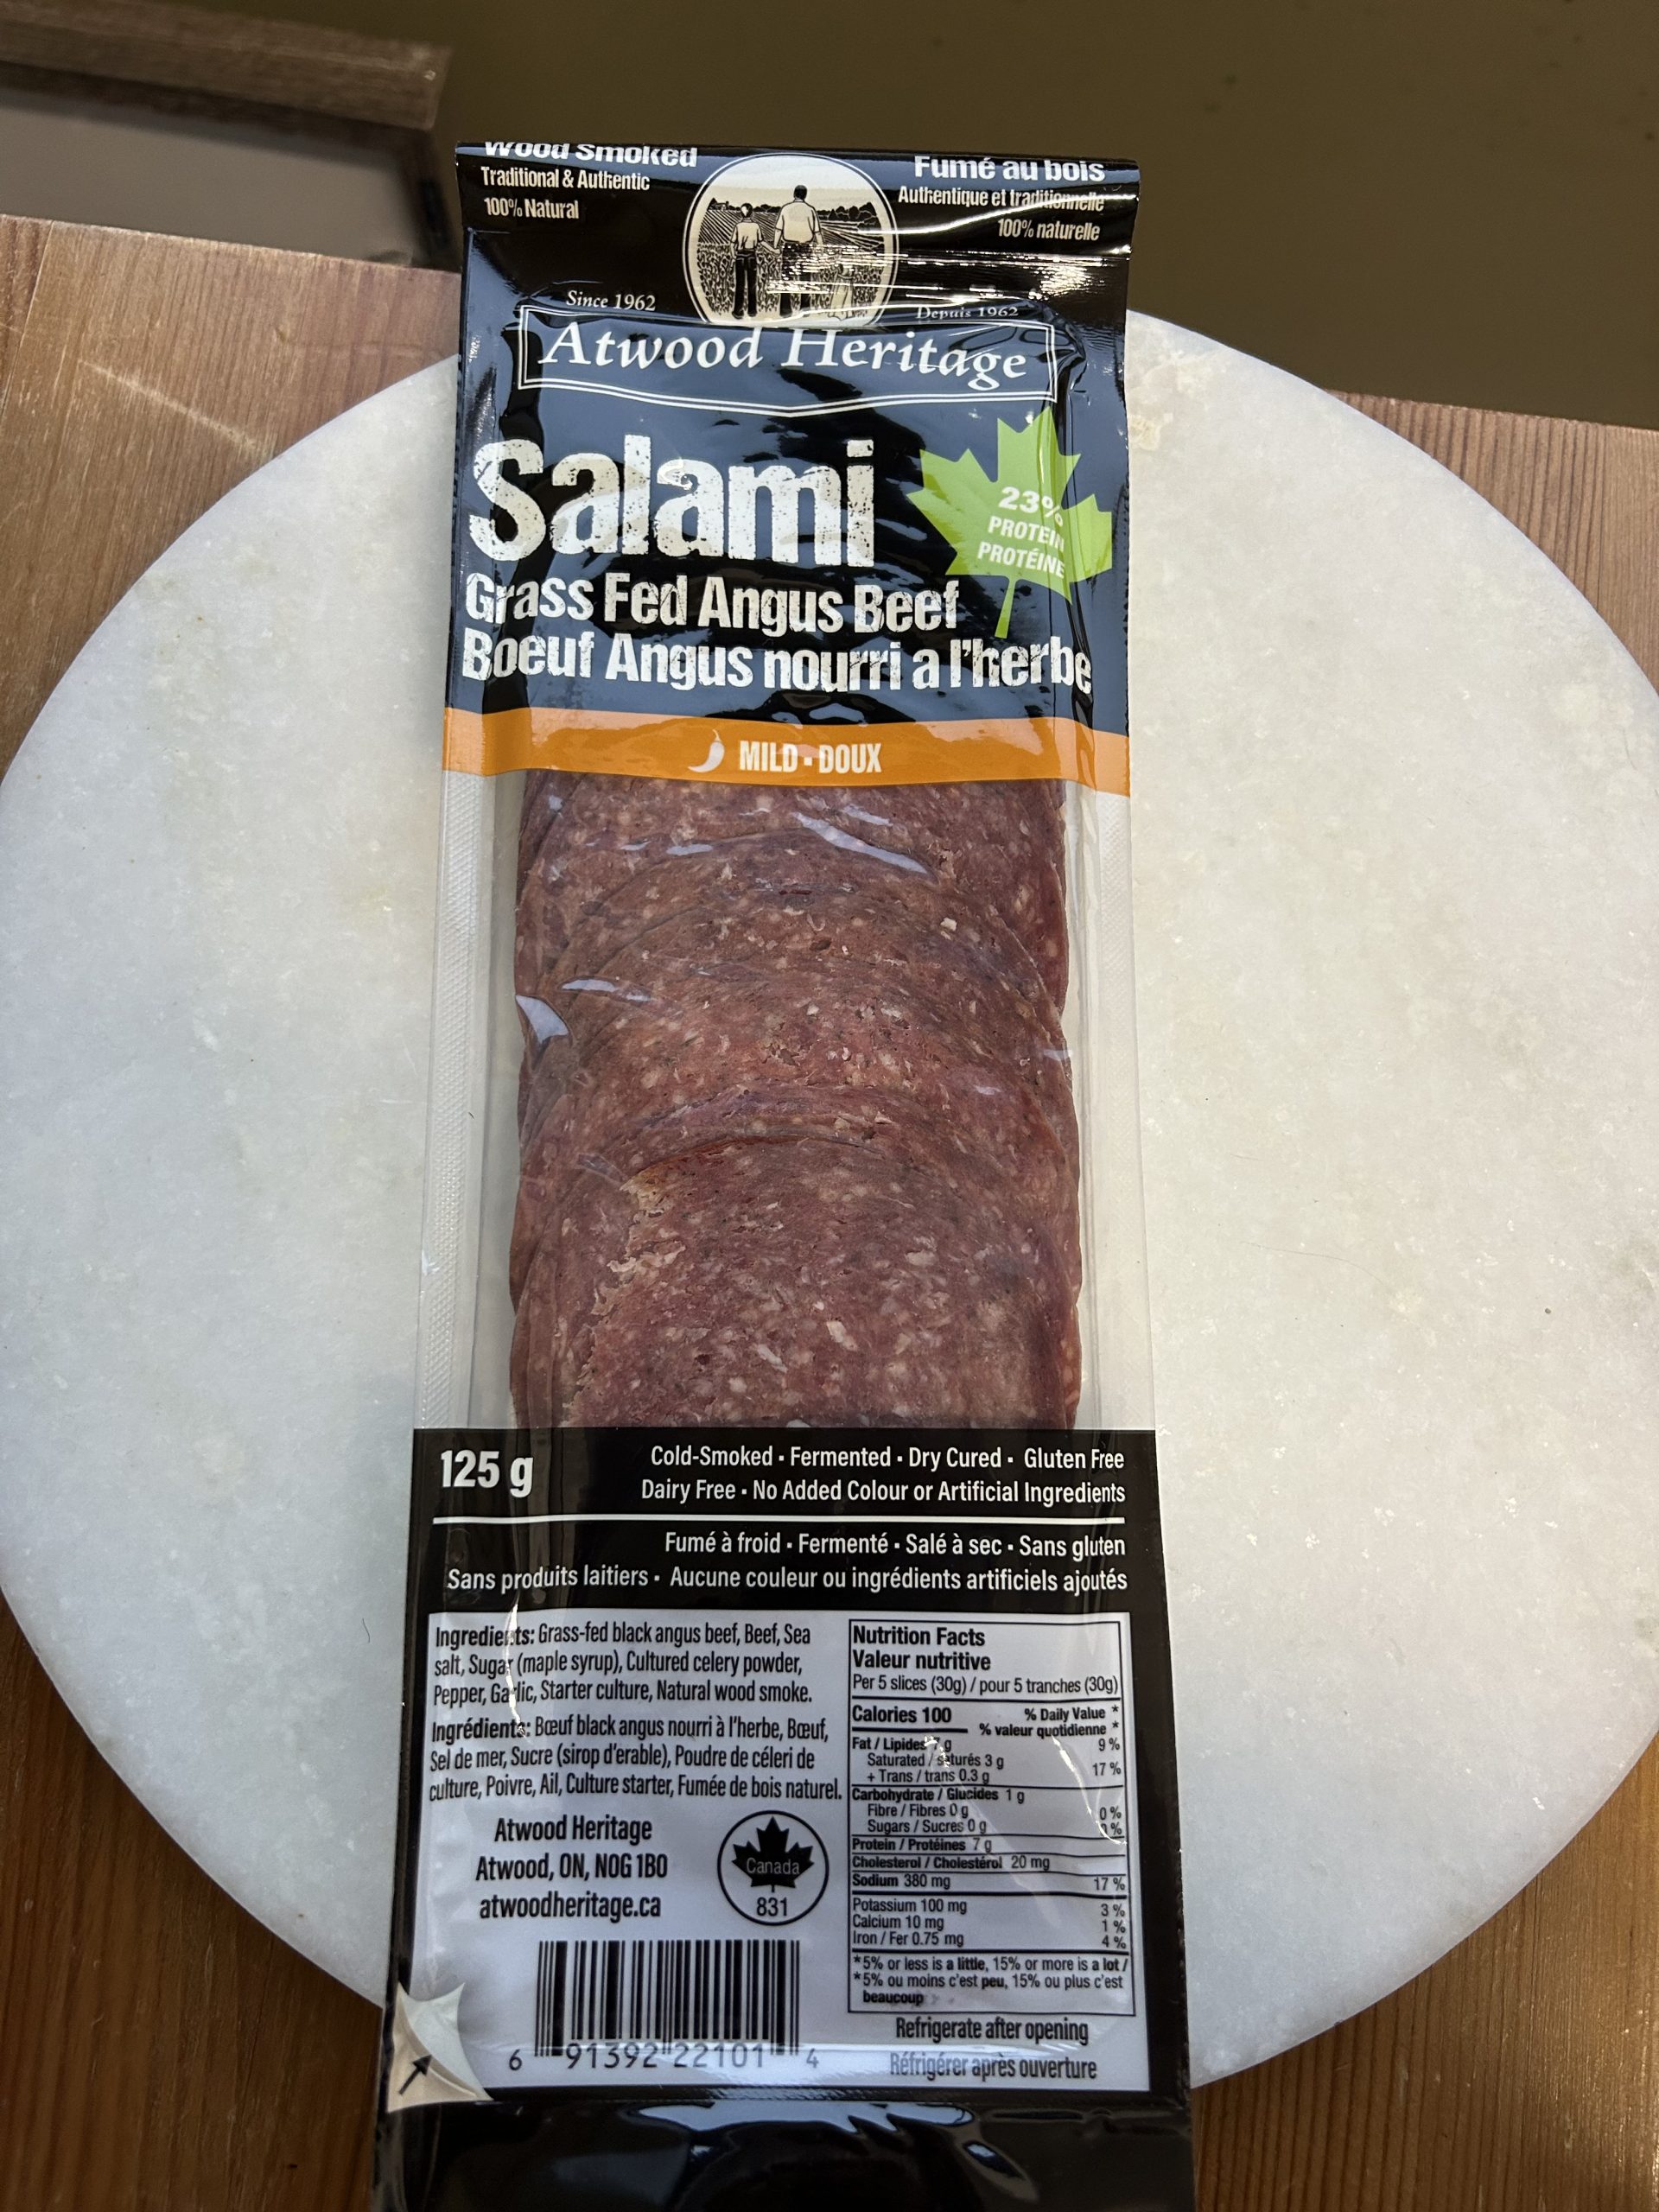 Wood Smoked
Traditional & Authentic
100% Natural
Fumé au bois
Authentique et traditionnelle
100% naturelle
Since 1962
Depuis 1962
Atwood Heritage
Salami
23%
PROTEIN
PROTÉINE
Grass Fed Angus Beef
Boeuf Angus nourri a l'herbe
MILD - DOUX
125 g
Cold-Smoked - Fermented - Dry Cured - Gluten Free
Dairy Free - No Added Colour or Artificial Ingredients
Fumé à froid - Fermenté - Salé à sec - Sans gluten
Sans produits laitiers - Aucune couleur ou ingrédients artificiels ajoutés
Ingredients: Grass-fed black angus beef, Beef, Sea
salt, Sugar (maple syrup), Cultured celery powder,
Pepper, Garlic, Starter culture, Natural wood smoke.
Ingrédients: Bœuf black angus nourri à l'herbe, Bœuf,
Sel de mer, Sucre (sirop d'erable), Poudre de céleri de
culture, Poivre, Ail, Culture starter, Fumée de bois naturel.
Atwood Heritage
Atwood, ON, N0G 1B0
atwoodheritage.ca
Canada
831
6 91392 22101 4
Nutrition Facts
Valeur nutritive
Per 5 slices (30g) / pour 5 tranches (30g)
Calories 100
% Daily Value *
% valeur quotidienne *
Fat / Lipides 7 g 9 %
Saturated / saturés 3 g
+ Trans / trans 0.3 g 17 %
Carbohydrate / Glucides 1 g
Fibre / Fibres 0 g 0 %
Sugars / Sucres 0 g 0 %
Protein / Protéines 7 g
Cholesterol / Cholestérol 20 mg
Sodium 380 mg 17 %
Potassium 100 mg 3 %
Calcium 10 mg 1 %
Iron / Fer 0.75 mg 4 %
*5% or less is a little, 15% or more is a lot /
*5% ou moins c'est peu, 15% ou plus c'est
beaucoup
Refrigerate after opening
Réfrigérer après ouverture